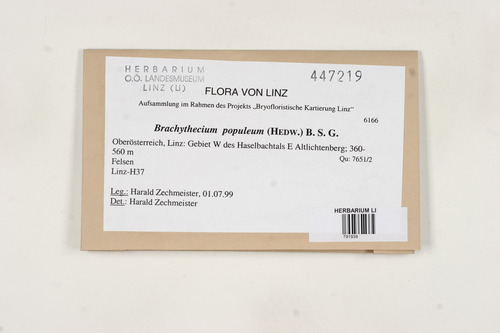 HERBARIUM
O.Ö. LANDESMUSEUM
LINZ (LI)
447219
FLORA VON LINZ
Aufsammlung im Rahmen des Projekts „Bryofloristische Kartierung Linz"
6166
Brachythecium populeum (HEDW.) B. S. G.
Oberösterreich, Linz: Gebiet W des Haselbachtals E Altlichtenberg; 360-
560 m
Qu: 7651/2
Felsen
Linz-H37
Leg.: Harald Zechmeister, 01.07.99
Det.: Harald Zechmeister
HERBARIUM LI